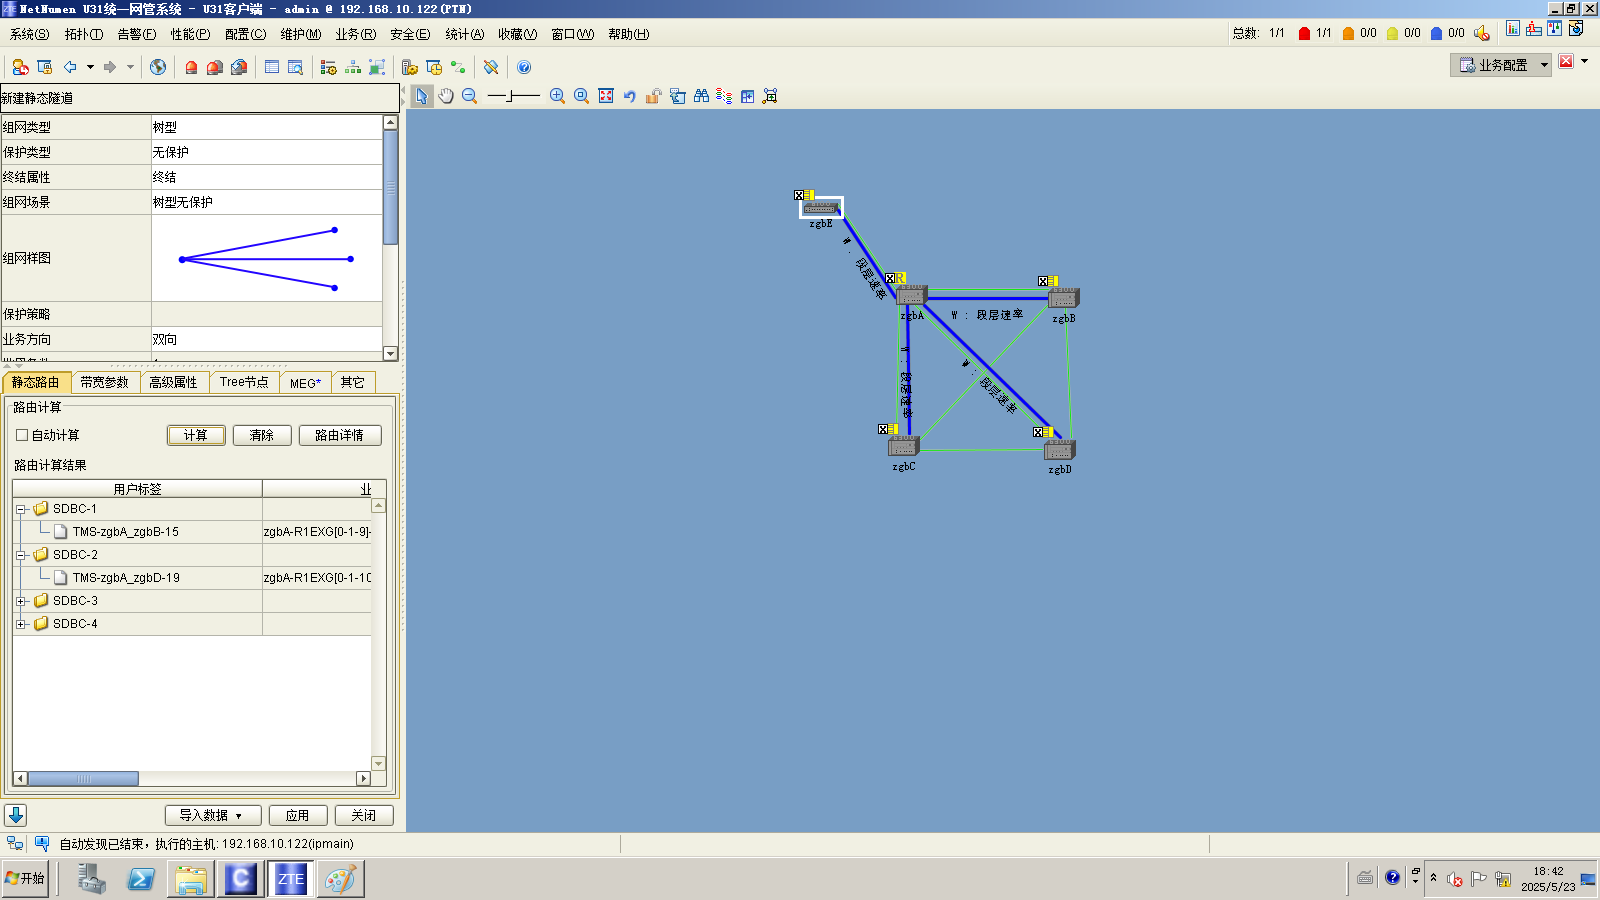 NetNumen U31统一网管系统 - U31客户端 - admin @ 192.168.10.122(PTN)
系统(S) 拓扑(T) 告警(F) 性能(P) 配置(C) 维护(M) 业务(R) 安全(E) 统计(A) 收藏(V) 窗口(W) 帮助(H)
总数: 1/1 1/1 0/0 0/0 0/0
业务配置
新建静态隧道
组网类型 树型
保护类型 无保护
终结属性 终结
组网场景 树型无保护
组网样图
保护策略
业务方向 双向
静态路由 带宽参数 高级属性 Tree节点 MEG* 其它
路由计算
自动计算 计算 清除 路由详情
路由计算结果
用户标签 业
SDBC-1
TMS-zgbA_zgbB-15 zgbA-R1EXG[0-1-9]-
SDBC-2
TMS-zgbA_zgbD-19 zgbA-R1EXG[0-1-10
SDBC-3
SDBC-4
导入数据 应用 关闭
zgbE
W : 段层速率
R
zgbA
W : 段层速率
zgbB
W : 段层速率
W : 段层速率
zgbC
zgbD
自动发现已结束，执行的主机: 192.168.10.122(ipmain)
开始
C
ZTE
18:42
2025/5/23